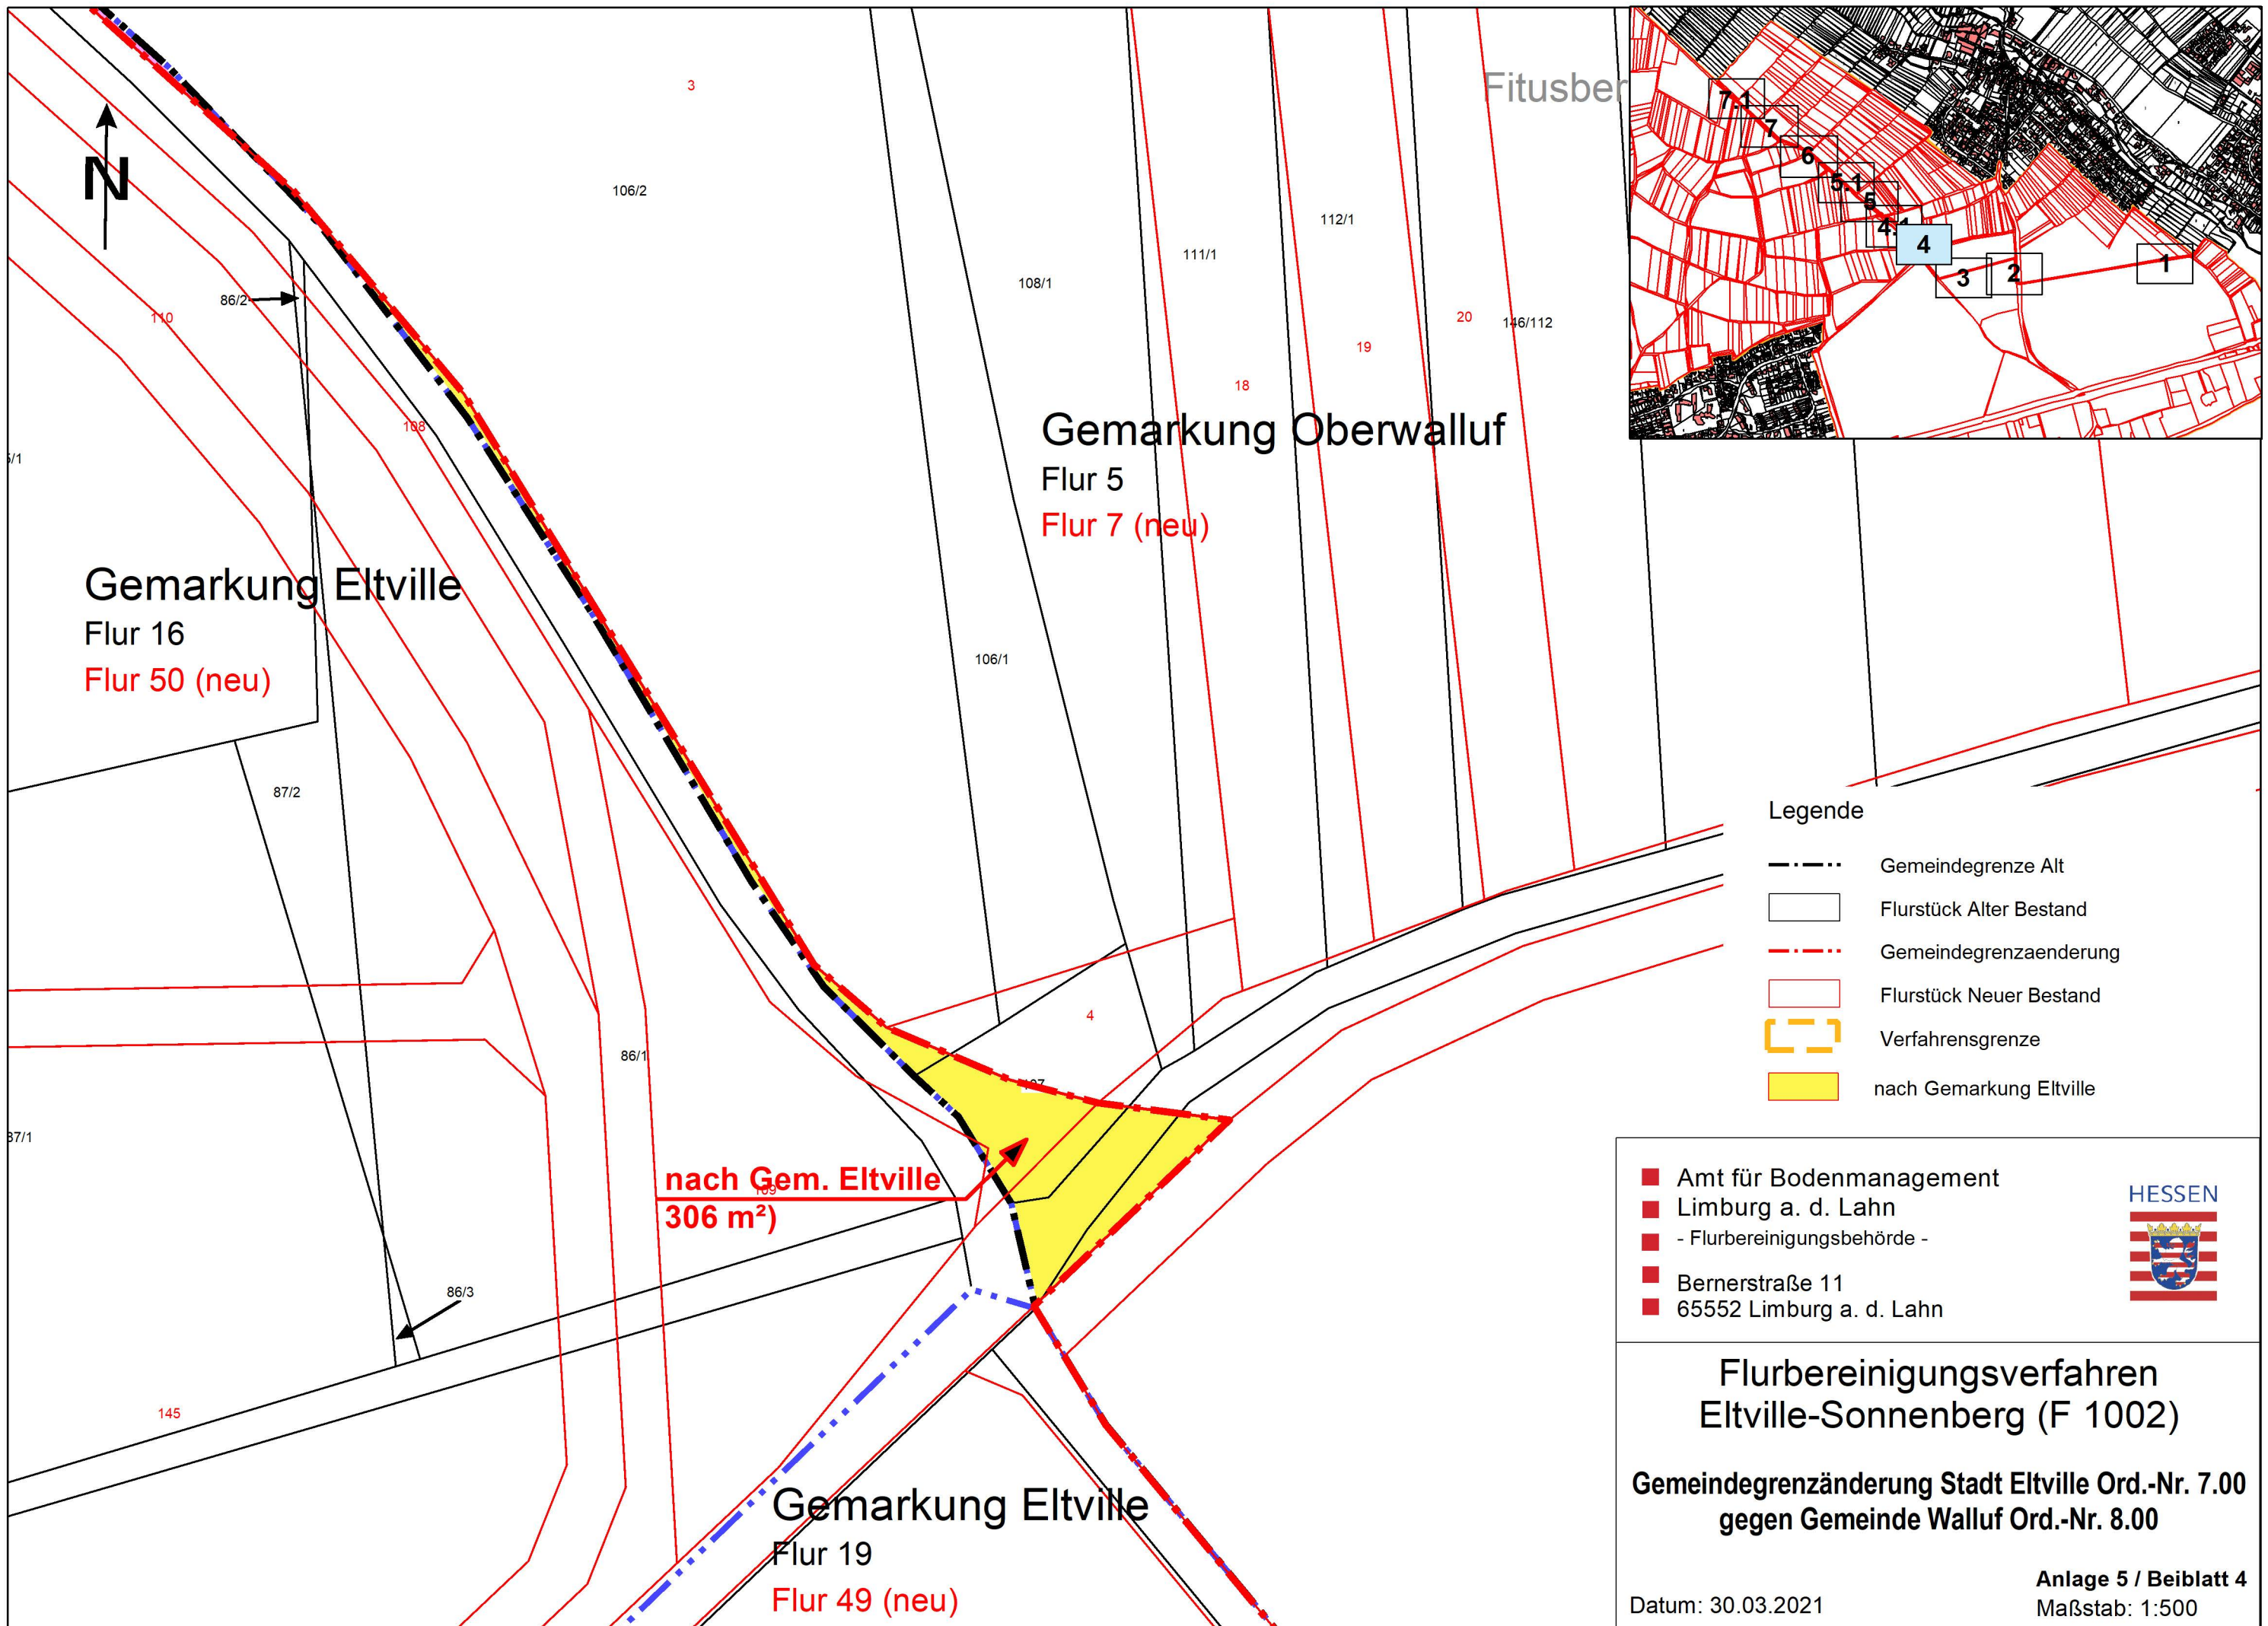 Fitusber
N
3
106/2
110
86/2
108
/1
108/1
111/1
112/1
18
19
20
146/112
7.1
7
6
5.1
5
4
3
2
1
Gemarkung Oberwalluf
Flur 5
Flur 7 (neu)
Gemarkung Eltville
Flur 16
Flur 50 (neu)
106/1
87/2
86/1
4
37/1
nach Gem. Eltville
306 m²)
86/3
145
Gemarkung Eltville
Flur 19
Flur 49 (neu)
Legende
Gemeindegrenze Alt
Flurstück Alter Bestand
Gemeindegrenzaenderung
Flurstück Neuer Bestand
Verfahrensgrenze
nach Gemarkung Eltville
Amt für Bodenmanagement
Limburg a. d. Lahn
- Flurbereinigungsbehörde -
Bernerstraße 11
65552 Limburg a. d. Lahn
HESSEN
Flurbereinigungsverfahren
Eltville-Sonnenberg (F 1002)
Gemeindegrenzänderung Stadt Eltville Ord.-Nr. 7.00
gegen Gemeinde Walluf Ord.-Nr. 8.00
Anlage 5 / Beiblatt 4
Datum: 30.03.2021
Maßstab: 1:500